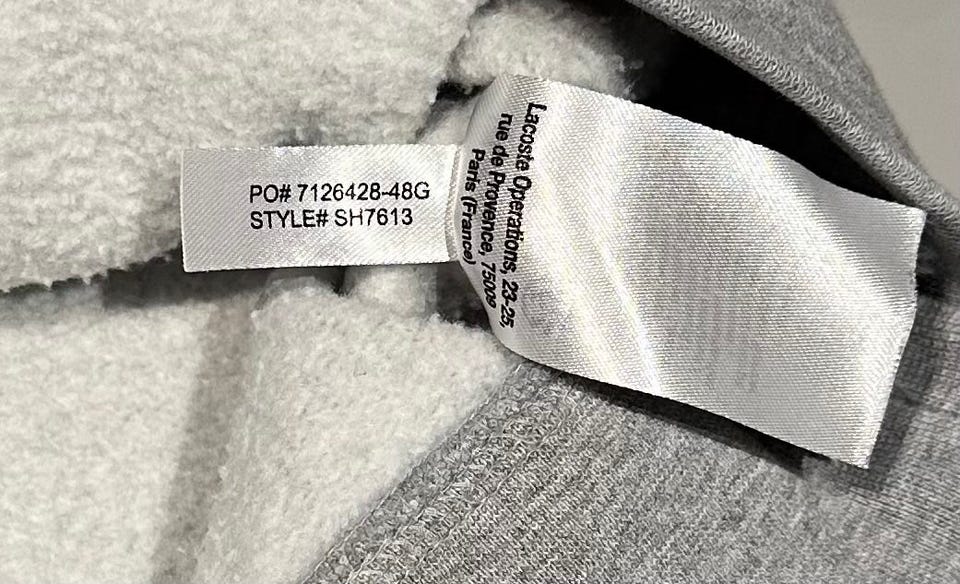 PO# 7126428-48G
STYLE# SH7613
Lacoste Operations, 23-25,
rue de Provence, 75009
Paris (France)